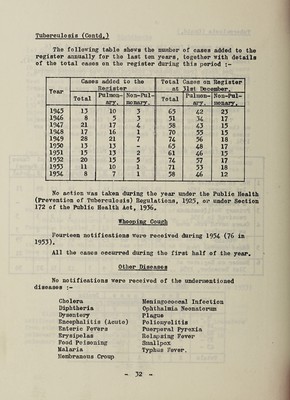 Tuberculosis (Contd.)
The following table shews the number of cases added to the
register annually for the last ten years, together with details
of the total cases on the register during this period :-
Year | Cases added to the Register | Total Cases on Register at 31st December.
Total | Pulmon-ary. | Non-Pul-monary. | Total | Pulmon-ary. | Non-Pul-monary.
1945 13 10 3 65 42 23
1946 8 5 3 51 34 17
1947 21 17 4 58 43 15
1948 17 16 1 70 55 15
1949 28 21 7 74 56 18
1950 13 13 - 65 48 17
1951 15 13 2 61 46 15
1952 20 15 5 74 57 17
1953 11 10 1 71 53 18
1954 8 7 1 58 46 12
No action was taken during the year under the Public Health
(Prevention of Tuberculosis) Regulations, 1925, or under Section
172 of the Public Health Act, 1936.
Whooping Cough
Fourteen notifications were received during 1954 (76 in
1953).
All the cases occurred during the first half of the year.
Other Diseases
No notifications were received of the undermentioned
diseases :-
Cholera
Diphtheria
Dysentery
Encephalitis (Acute)
Enteric Fevers
Erysipelas
Food Poisoning
Malaria
Membranous Croup
Meningococcal Infection
Ophthalmia Neonatorum
Plague
Poliomyelitis
Puerperal Pyrexia
Relapsing Fever
Smallpox
Typhus Fever.
- 32 -